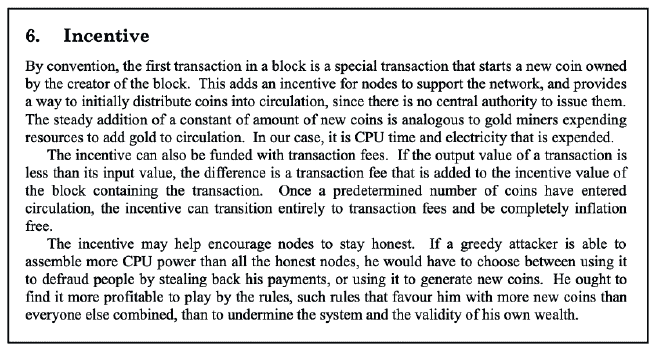 6. Incentive
By convention, the first transaction in a block is a special transaction that starts a new coin owned
by the creator of the block. This adds an incentive for nodes to support the network, and provides
a way to initially distribute coins into circulation, since there is no central authority to issue them.
The steady addition of a constant of amount of new coins is analogous to gold miners expending
resources to add gold to circulation. In our case, it is CPU time and electricity that is expended.
The incentive can also be funded with transaction fees. If the output value of a transaction is
less than its input value, the difference is a transaction fee that is added to the incentive value of
the block containing the transaction. Once a predetermined number of coins have entered
circulation, the incentive can transition entirely to transaction fees and be completely inflation
free.
The incentive may help encourage nodes to stay honest. If a greedy attacker is able to
assemble more CPU power than all the honest nodes, he would have to choose between using it
to defraud people by stealing back his payments, or using it to generate new coins. He ought to
find it more profitable to play by the rules, such rules that favour him with more new coins than
everyone else combined, than to undermine the system and the validity of his own wealth.